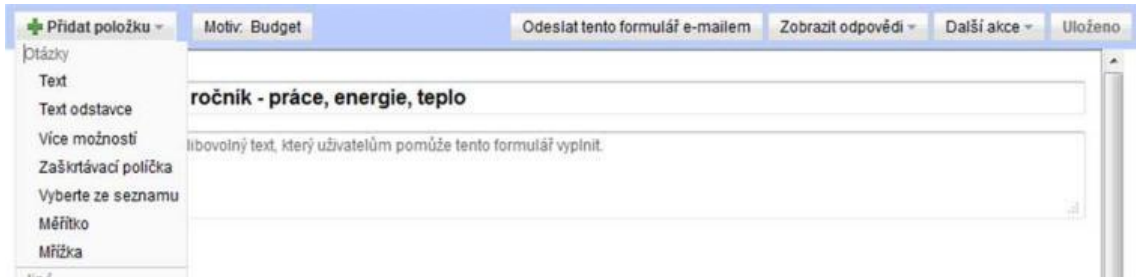 Přidat položku Motiv: Budget Odeslat tento formulář e-mailem Zobrazit odpovědi Další akce Uloženo
Otázky
Text
ročník - práce, energie, teplo
Text odstavce
Více možností
libovolný text, který uživatelům pomůže tento formulář vyplnit.
Zaškrtávací políčka
Vyberte ze seznamu
Měřítko
Mřížka